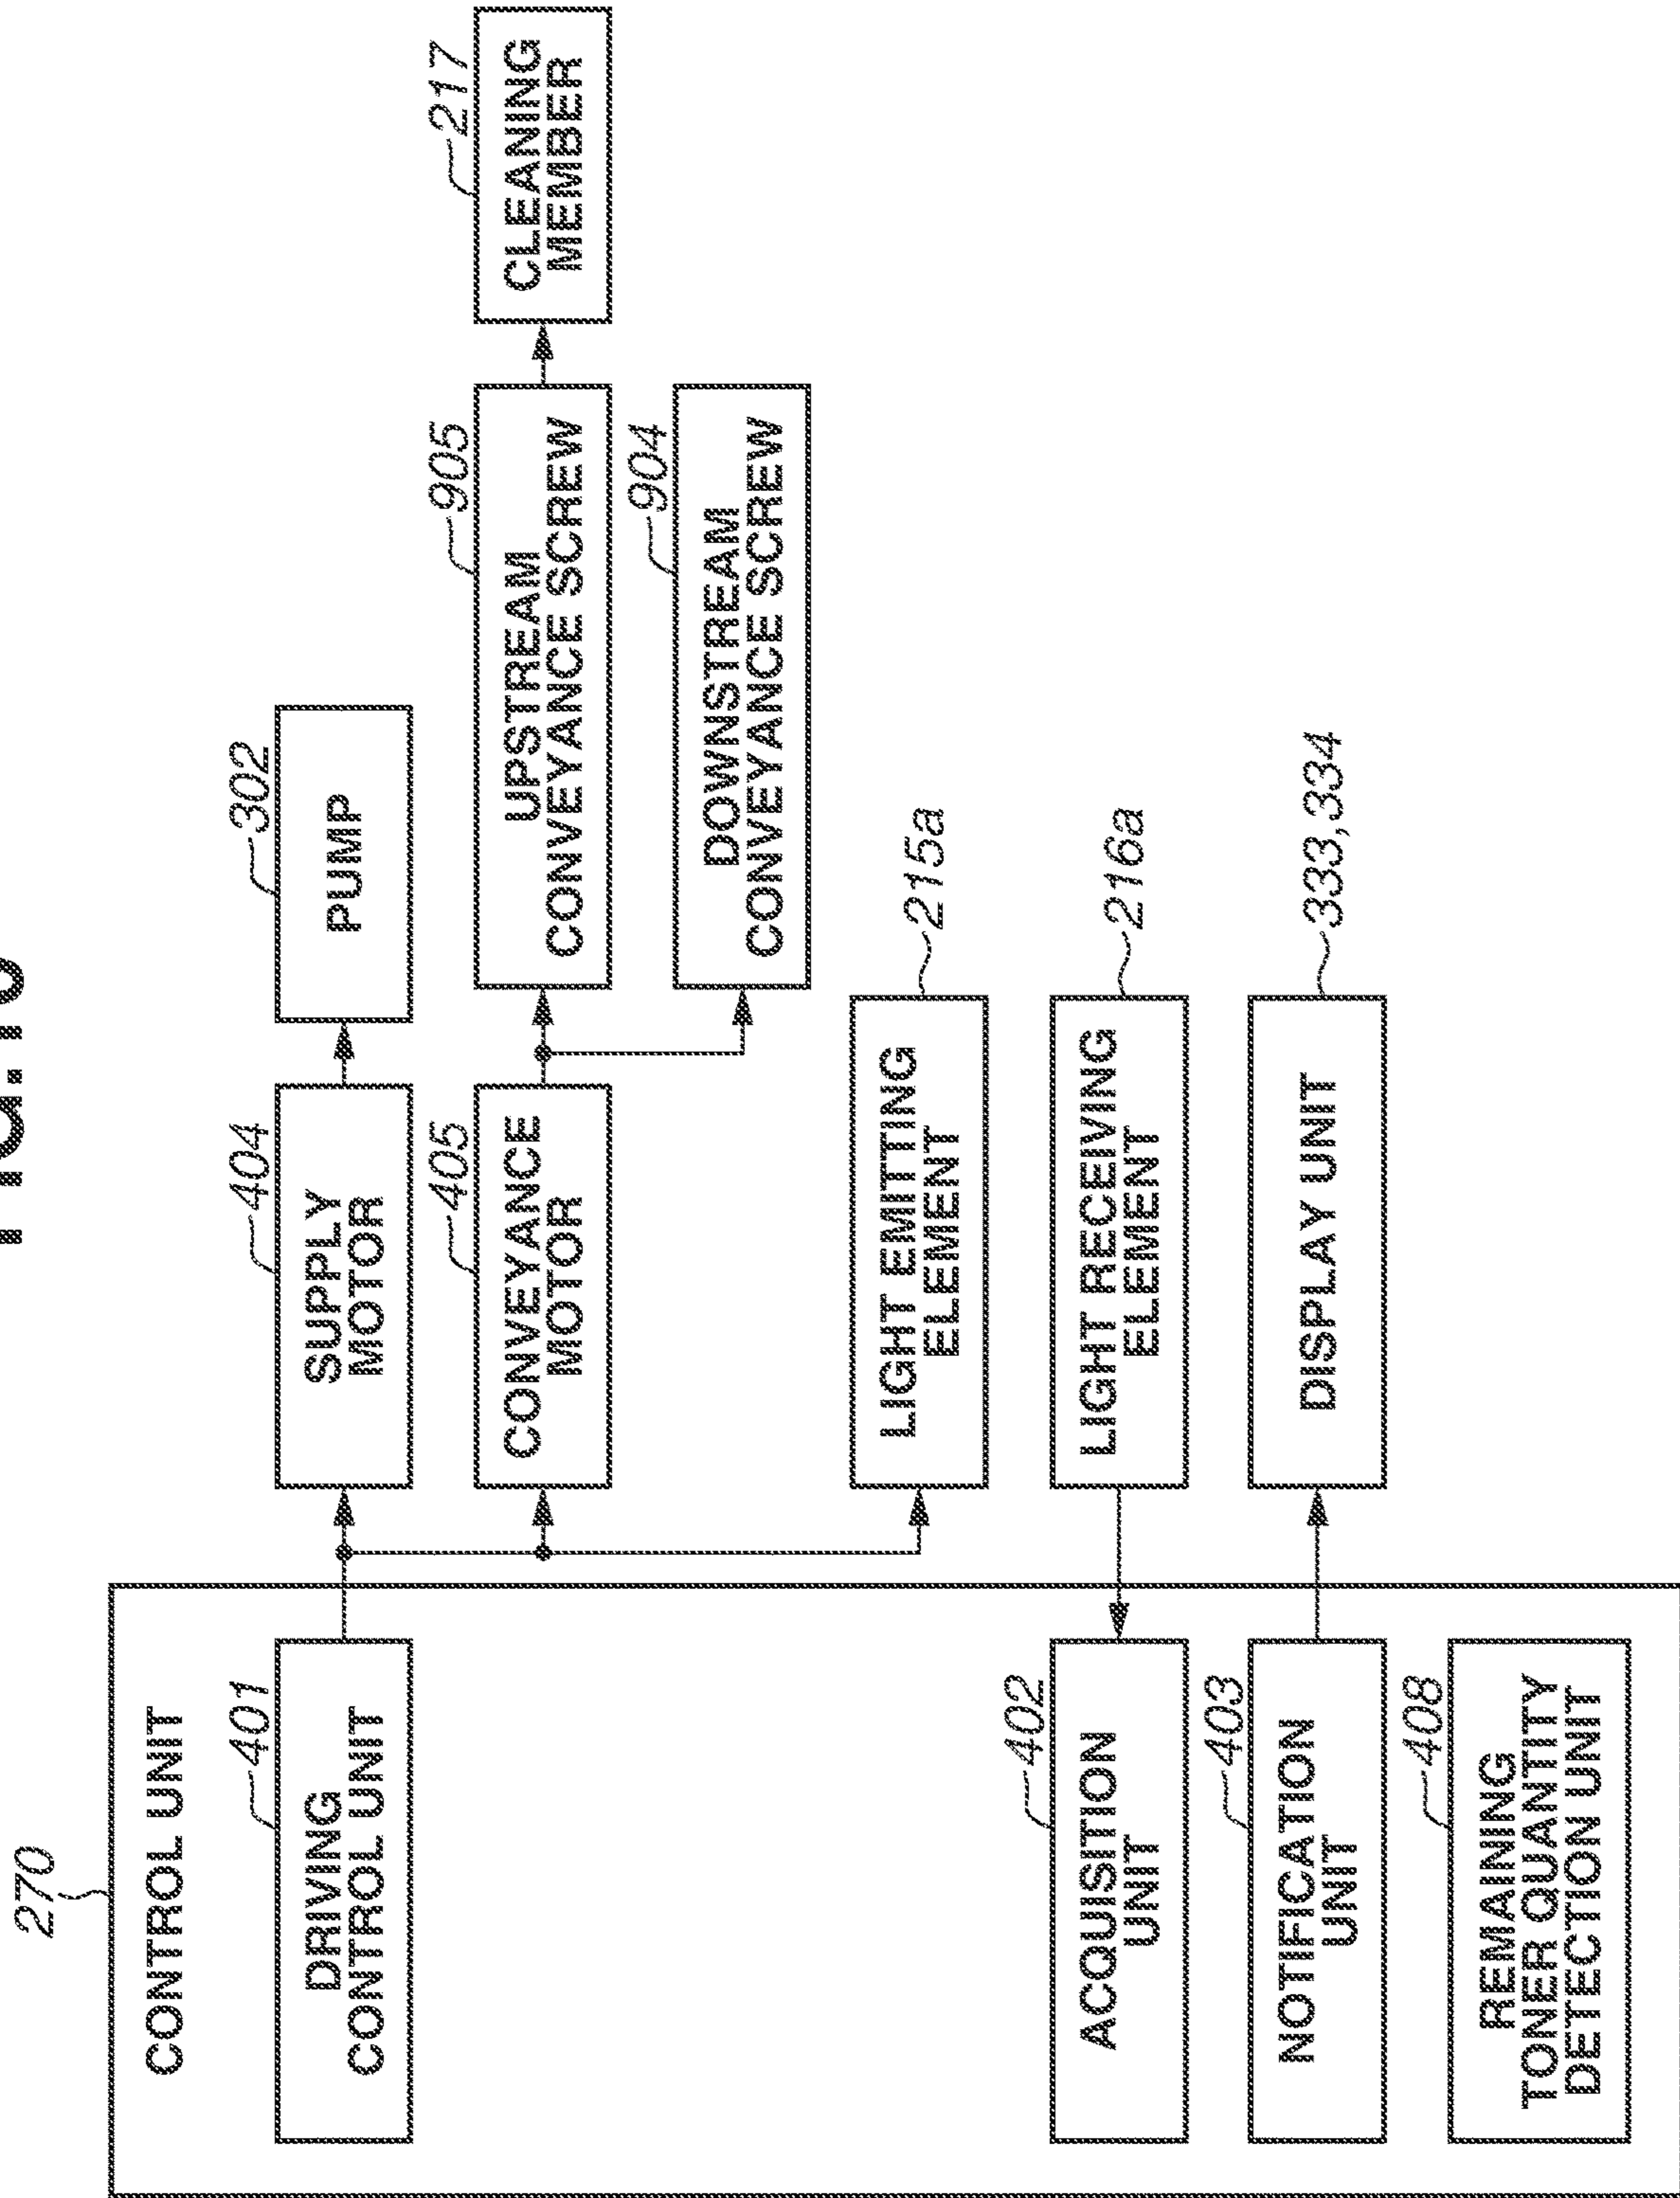 270
CONTROL UNIT
401
DRIVING
CONTROL UNIT
404
SUPPLY
MOTOR
302
PUMP
405
CONVEYANCE
MOTOR
905
UPSTREAM
CONVEYANCE SCREW
217
CLEANING
MEMBER
904
DOWNSTREAM
CONVEYANCE SCREW
LIGHT EMITTING
ELEMENT
215a
402
ACQUISITION
UNIT
LIGHT RECEIVING
ELEMENT
216a
403
NOTIFICATION
UNIT
DISPLAY UNIT
333,334
408
REMAINING
TONER QUANTITY
DETECTION UNIT